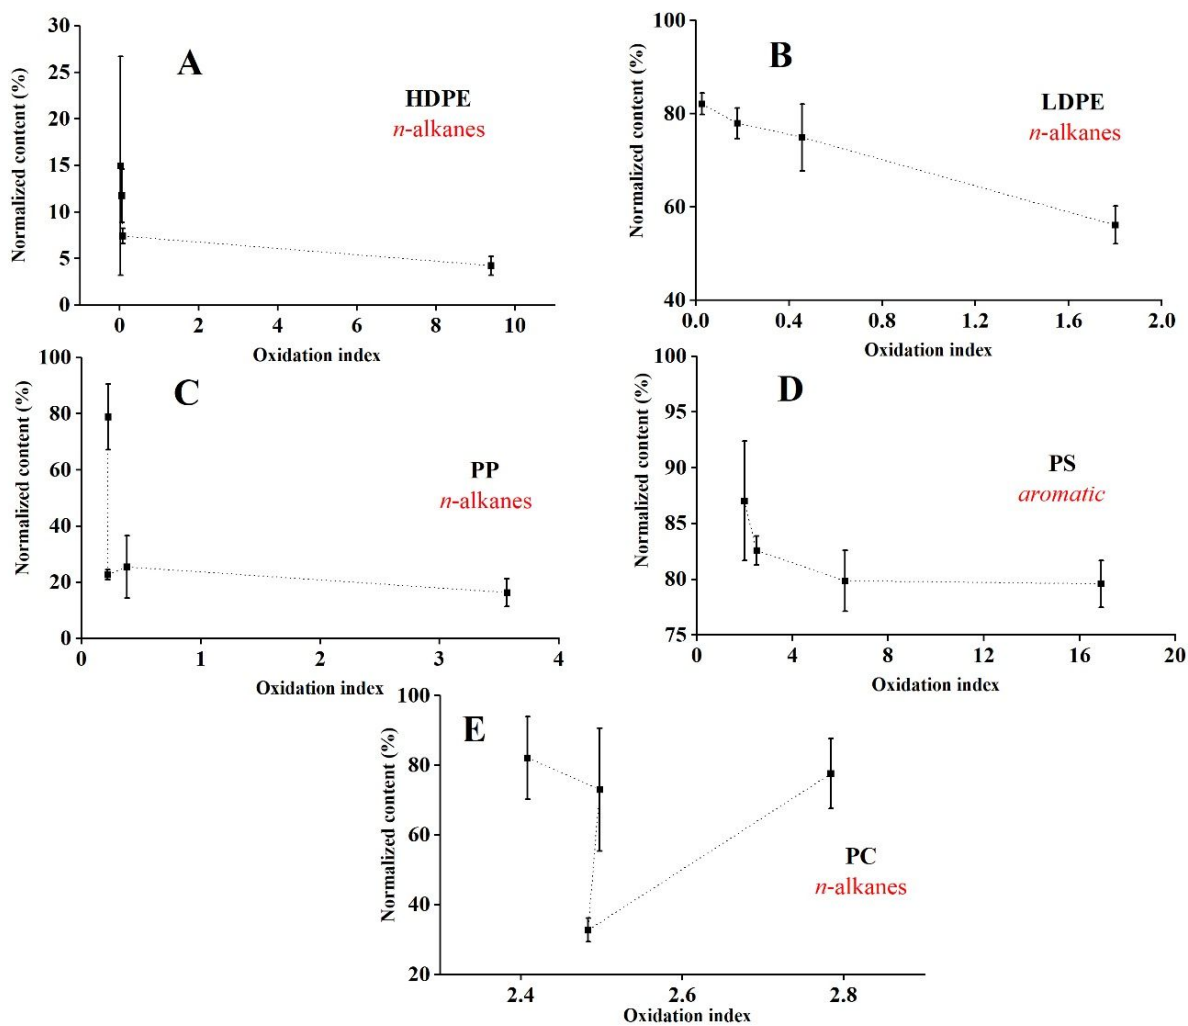 A
HDPE
n-alkanes
Normalized content (%)
30
25
20
15
10
5
0
0 2 4 6 8 10
Oxidation index
B
LDPE
n-alkanes
Normalized content (%)
100
80
60
40
0.0 0.4 0.8 1.2 1.6 2.0
Oxidation index
C
PP
n-alkanes
Normalized content (%)
100
80
60
40
20
0
0 1 2 3 4
Oxidation index
D
PS
aromatic
Normalized content (%)
100
95
90
85
80
75
0 4 8 12 16 20
Oxidation index
E
PC
n-alkanes
Normalized content (%)
100
80
60
40
20
2.4 2.6 2.8
Oxidation index